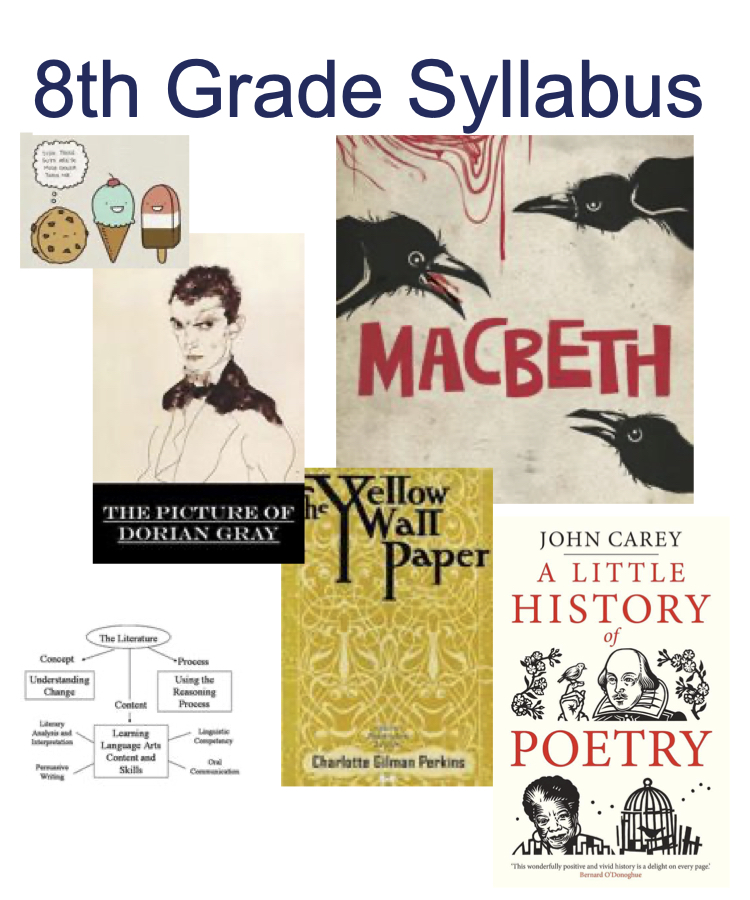 8th Grade Syllabus
MACBETH
THE PICTURE OF
DORIAN GRAY
The Yellow
Wall
Paper
Charlotte Gilman Perkins
JOHN CAREY
A LITTLE
HISTORY
of
POETRY
'This wonderfully positive and vivid history is a delight on every page.'
Bernard O'Donoghue
The Literature
Concept
Process
Understanding
Change
Using the
Reasoning
Process
Content
Literary
Analysis and
Interpretation
Persuasive
Writing
Learning
Language Arts
Content and
Skills
Linguistic
Competency
Oral
Communication